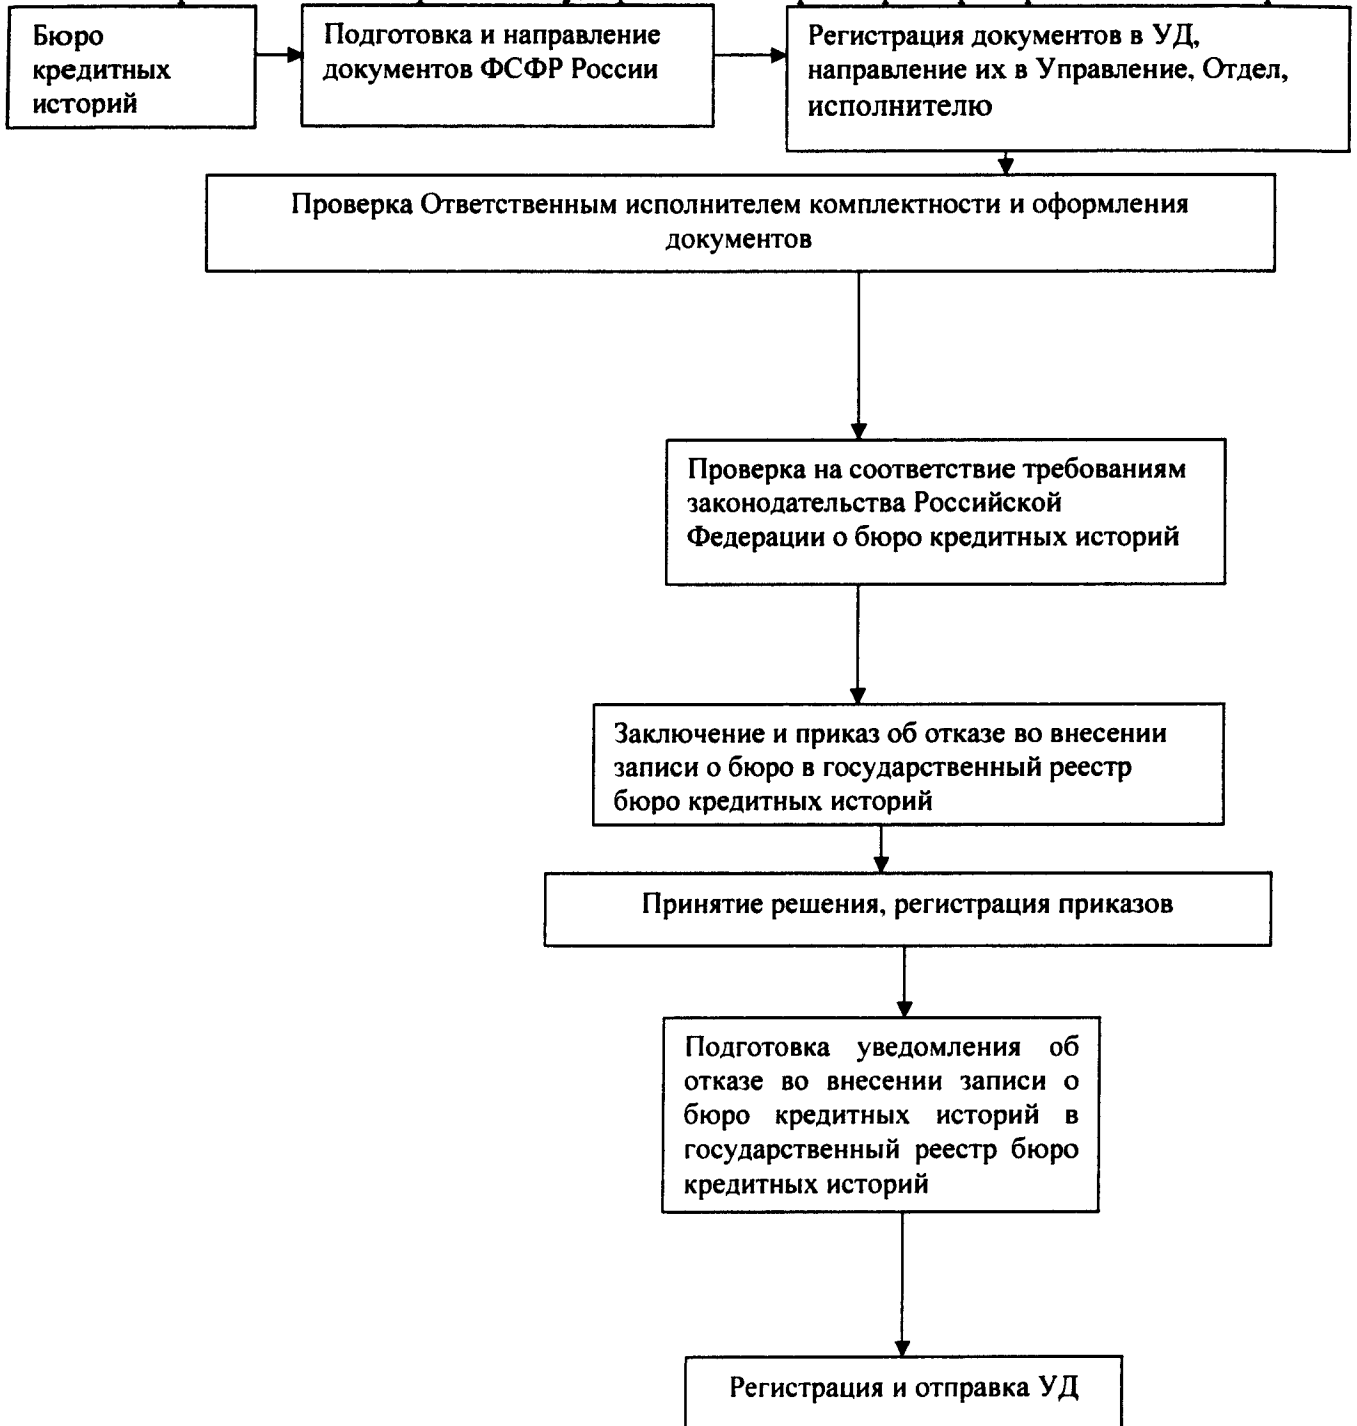 Бюро
кредитных
историй
Подготовка и направление
документов ФСФР России
Регистрация документов в УД,
направление их в Управление, Отдел,
исполнителю
Проверка Ответственным исполнителем комплектности и оформления
документов
Проверка на соответствие требованиям
законодательства Российской
Федерации о бюро кредитных историй
Заключение и приказ об отказе во внесении
записи о бюро в государственный реестр
бюро кредитных историй
Принятие решения, регистрация приказов
Подготовка уведомления об
отказе во внесении записи о
бюро кредитных историй в
государственный реестр бюро
кредитных историй
Регистрация и отправка УД